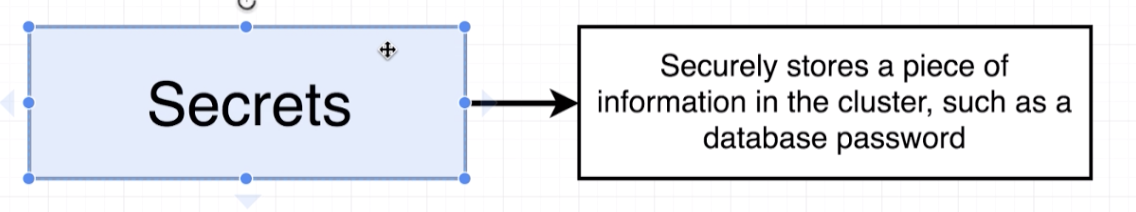 Secrets
Securely stores a piece of
information in the cluster, such as a
database password